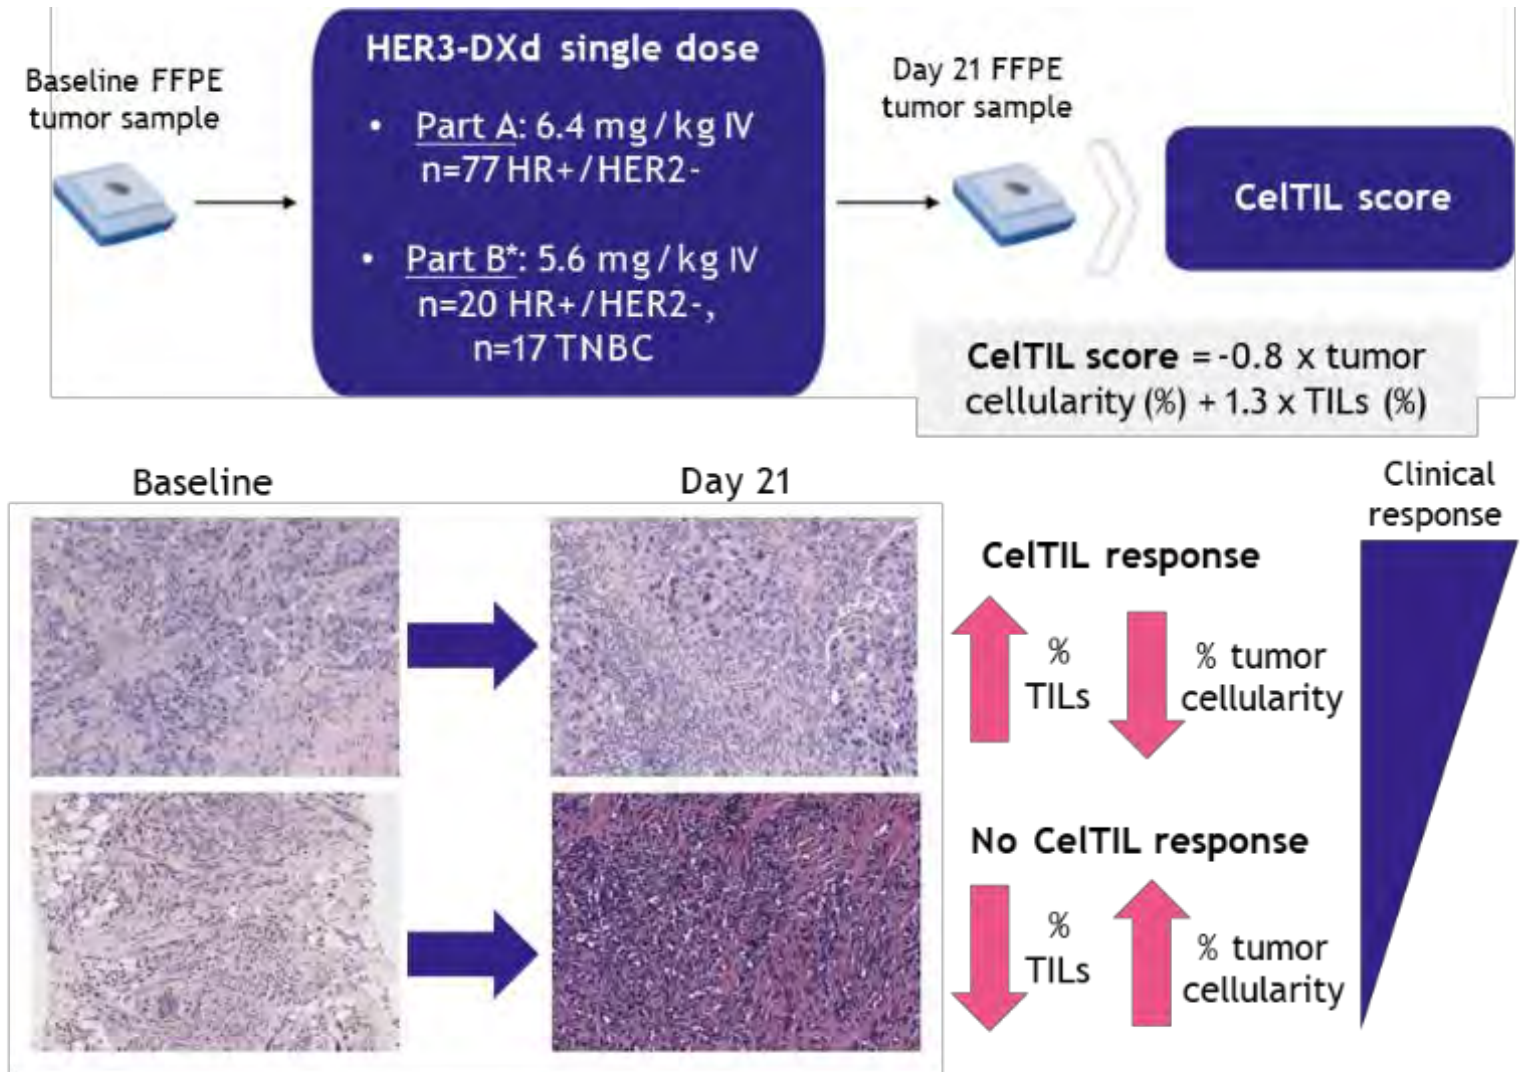 Baseline FFPE
tumor sample
HER3-DXd single dose
• Part A: 6.4 mg/kg IV
n=77 HR+/HER2-
• Part B*: 5.6 mg/kg IV
n=20 HR+/HER2-,
n=17 TNBC
Day 21 FFPE
tumor sample
CelTIL score
CelTIL score = -0.8 x tumor
cellularity (%) + 1.3 x TILs (%)
Baseline
Day 21
Clinical
response
CelTIL response
%
TILs
% tumor
cellularity
No CelTIL response
%
TILs
% tumor
cellularity